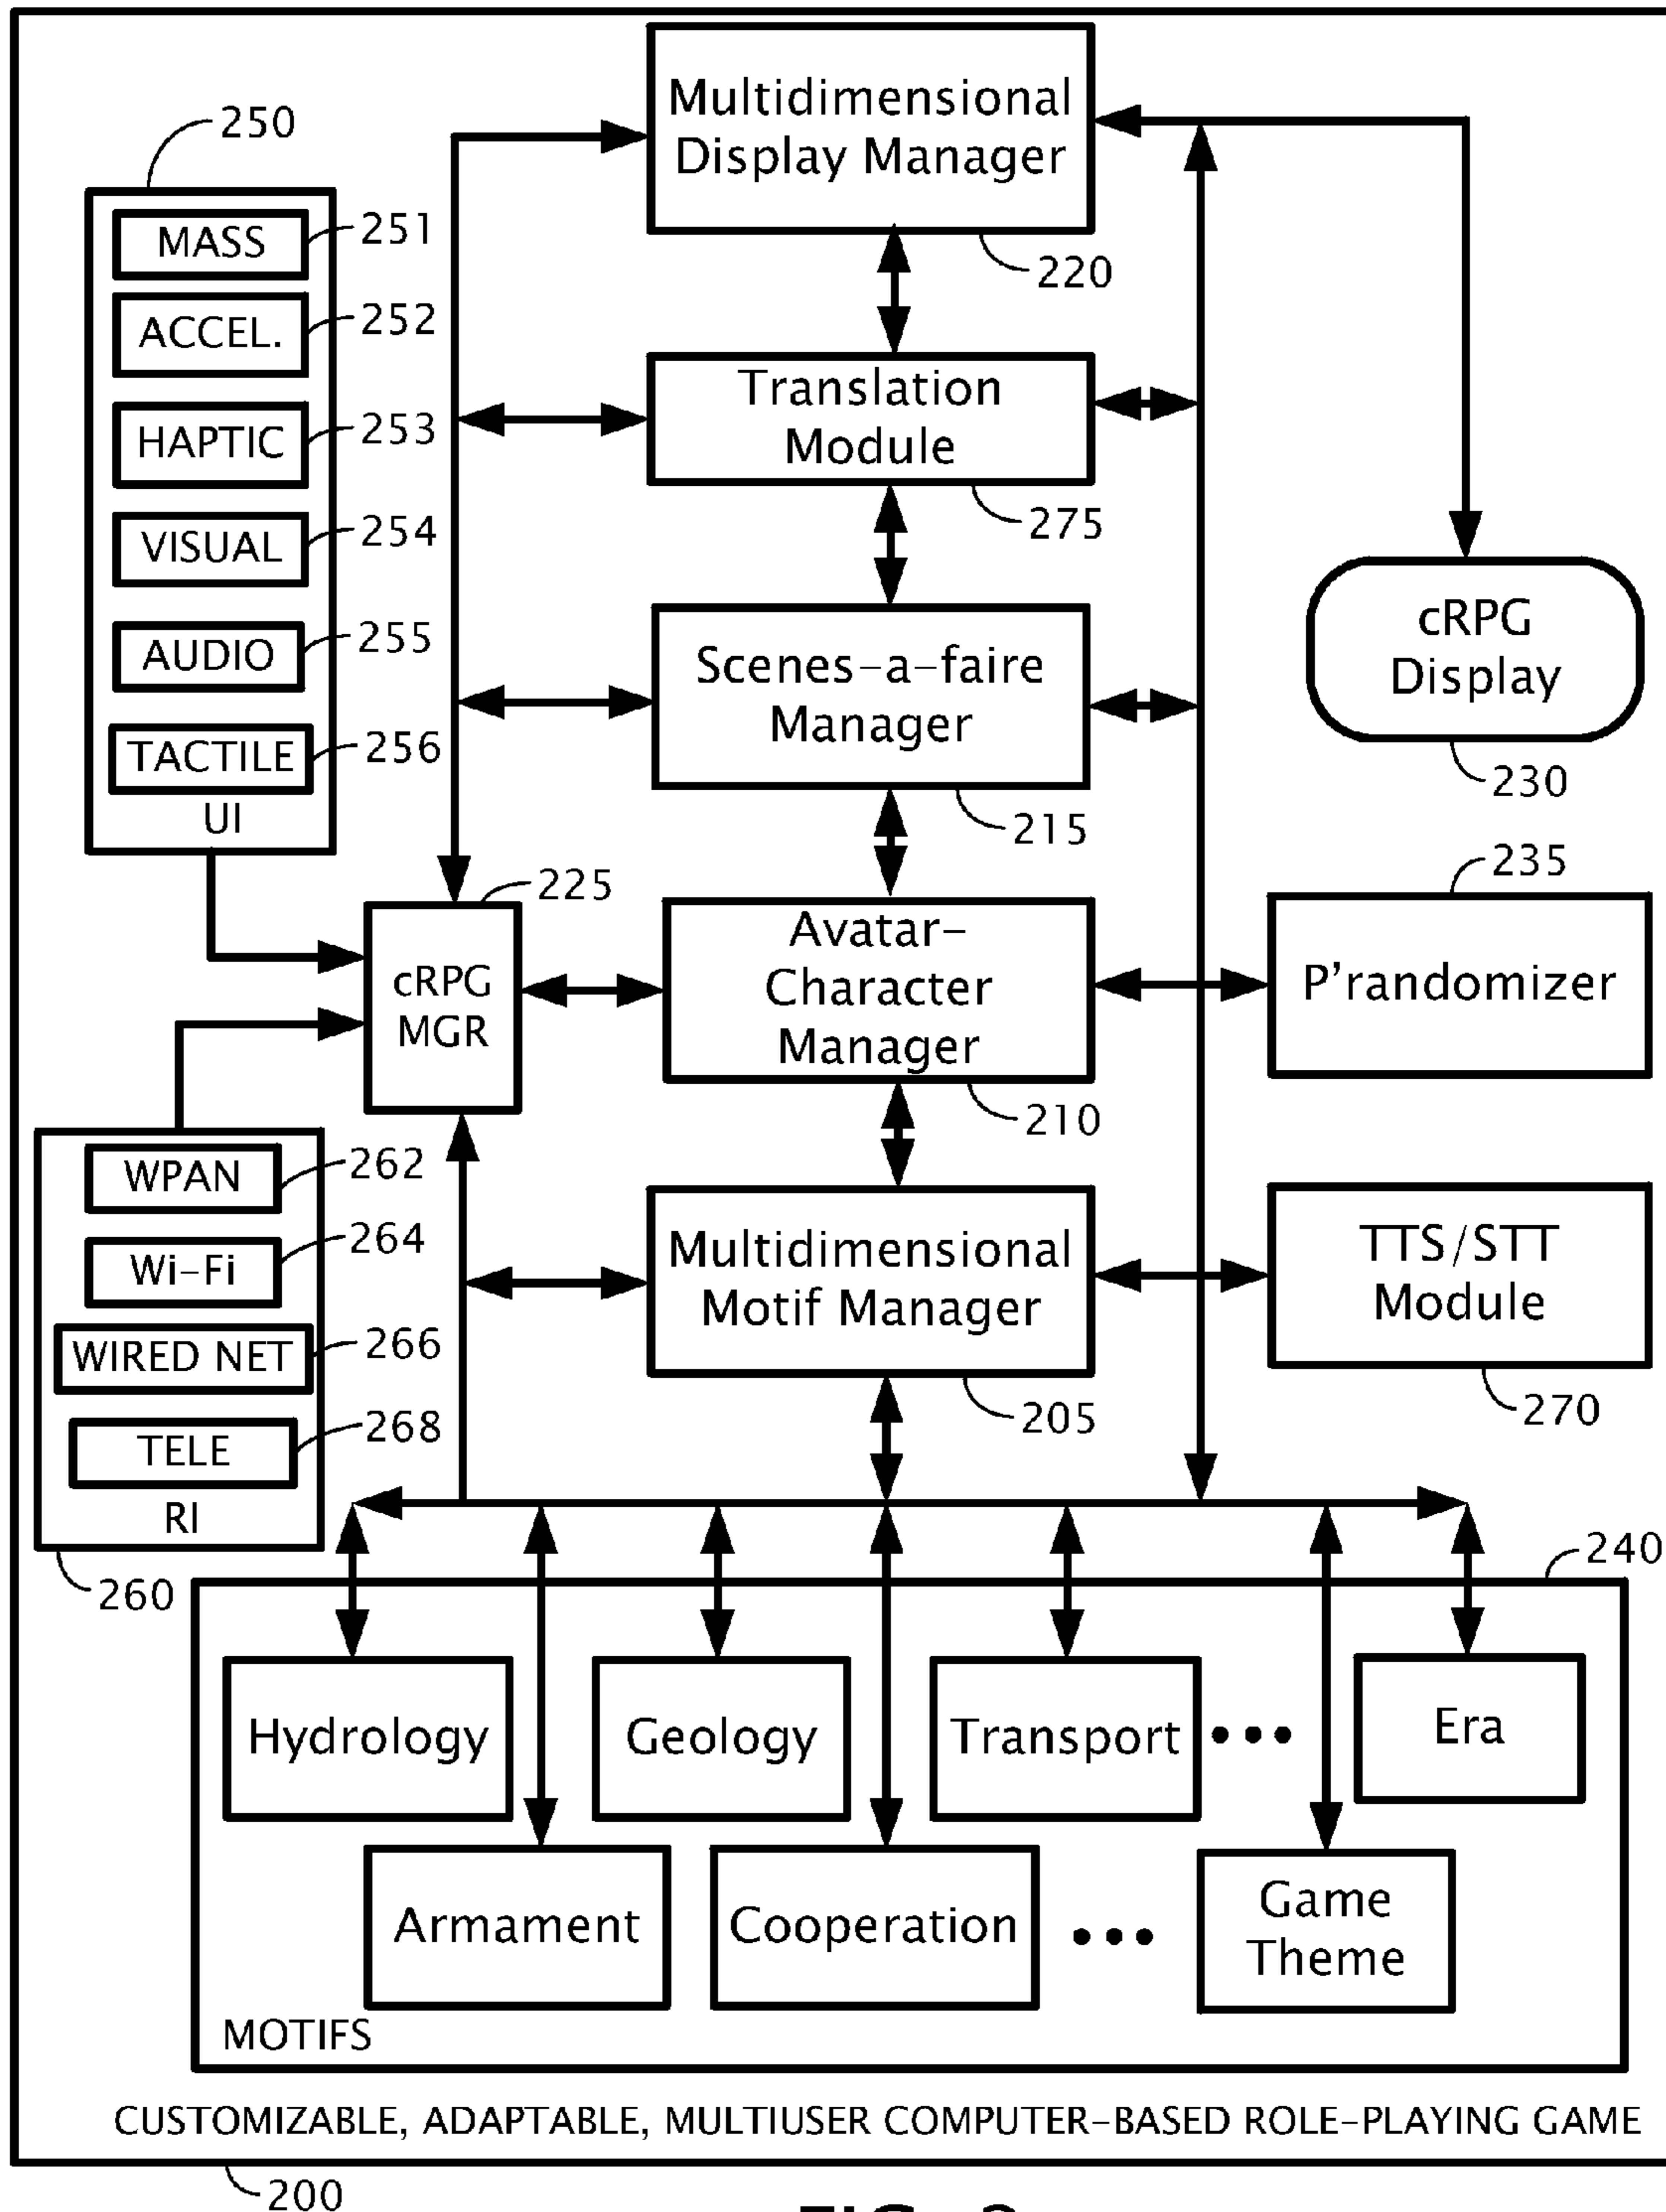 Multidimensional
Display Manager
220
250
MASS
251
ACCEL.
252
HAPTIC
253
VISUAL
254
AUDIO
255
TACTILE
256
UI
Translation
Module
275
Scenes-a-faire
Manager
215
cRPG
Display
230
225
cRPG
MGR
Avatar-
Character
Manager
210
235
P'randomizer
WPAN
262
Wi-Fi
264
WIRED NET
266
TELE
268
RI
260
Multidimensional
Motif Manager
205
TTS/STT
Module
270
240
Hydrology
Geology
Transport
•••
Era
Armament
Cooperation
•••
Game
Theme
MOTIFS
CUSTOMIZABLE, ADAPTABLE, MULTIUSER COMPUTER-BASED ROLE-PLAYING GAME
200